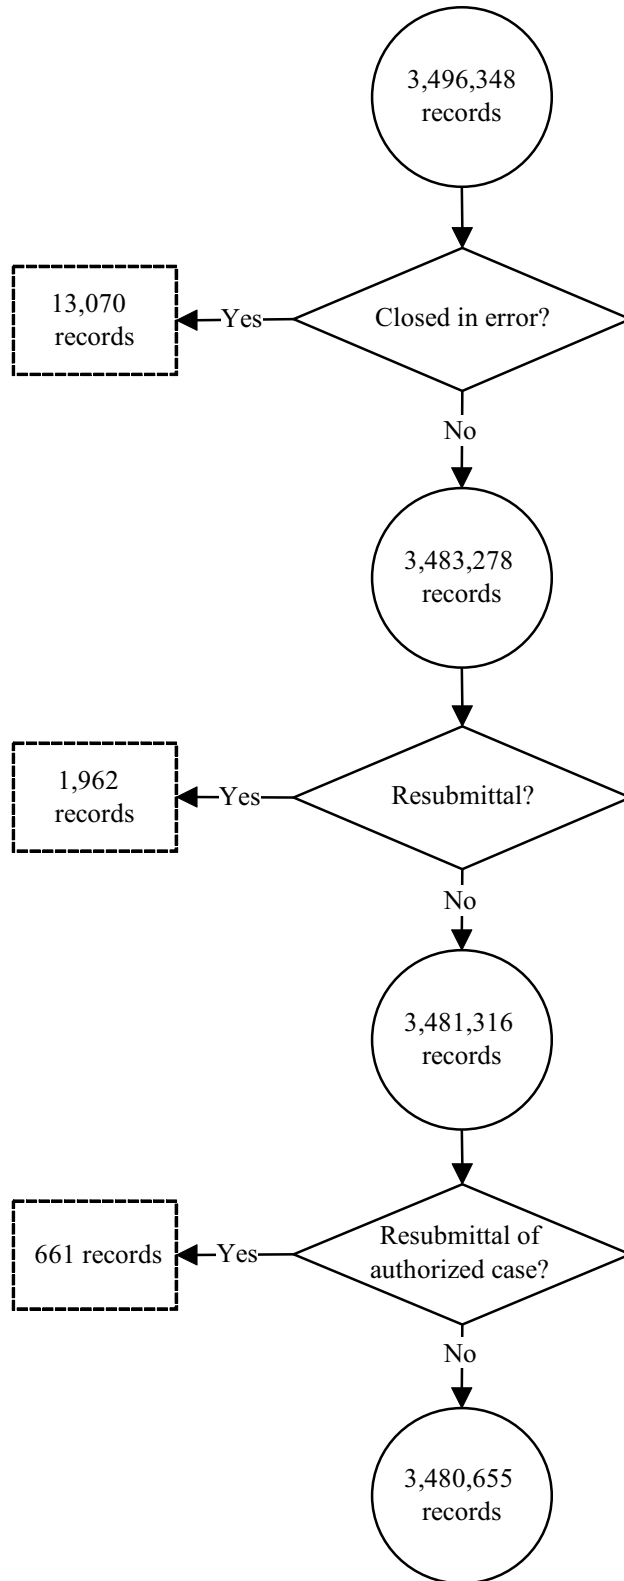 3,496,348
records
Closed in error?
Yes
13,070
records
No
3,483,278
records
Resubmittal?
Yes
1,962
records
No
3,481,316
records
Resubmittal of
authorized case?
Yes
661 records
No
3,480,655
records